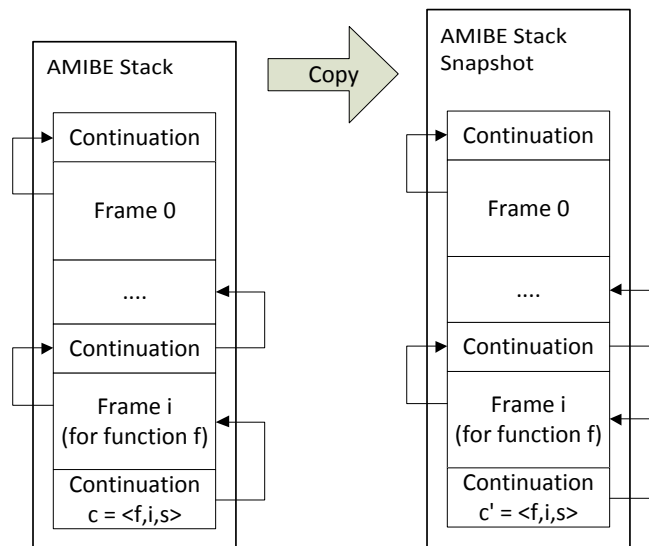 AMIBE Stack
Continuation
Frame 0
....
Continuation
Frame i
(for function f)
Continuation
c = <f,i,s>
Copy
AMIBE Stack
Snapshot
Continuation
Frame 0
....
Continuation
Frame i
(for function f)
Continuation
c' = <f,i,s>